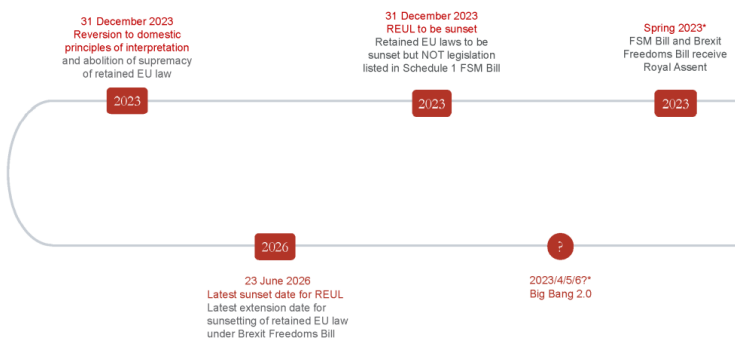 31 December 2023
Reversion to domestic
principles of interpretation
and abolition of supremacy
of retained EU law
2023
31 December 2023
REUL to be sunset
Retained EU laws to be
sunset but NOT legislation
listed in Schedule 1 FSM Bill
2023
Spring 2023*
FSM Bill and Brexit
Freedoms Bill receive
Royal Assent
2023
2026
23 June 2026
Latest sunset date for REUL
Latest extension date for
sunsetting of retained EU law
under Brexit Freedoms Bill
?
2023/4/5/6?*
Big Bang 2.0